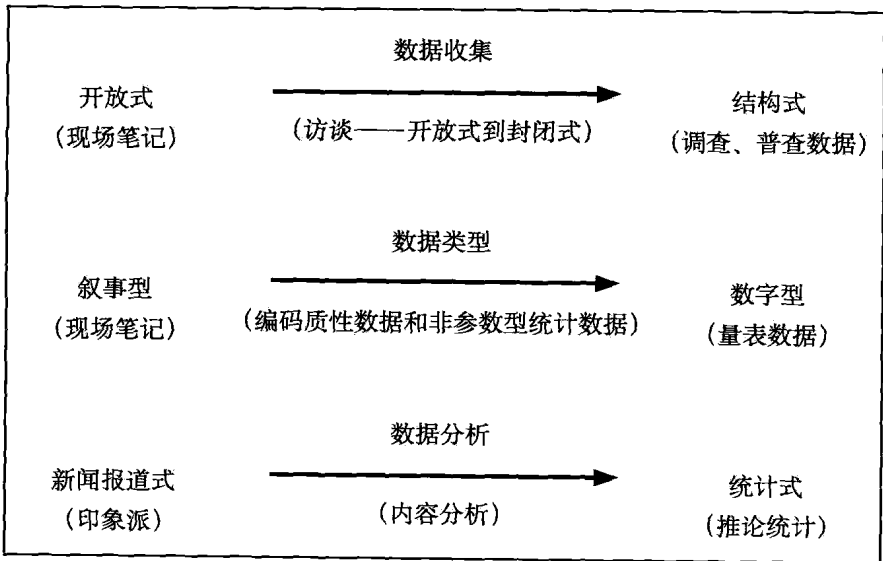 数据收集
开放式
(现场笔记)
(访谈——开放式到封闭式)
结构式
(调查、普查数据)
数据类型
叙事型
(现场笔记)
(编码质性数据和非参数型统计数据)
数字型
(量表数据)
数据分析
新闻报道式
(印象派)
(内容分析)
统计式
(推论统计)